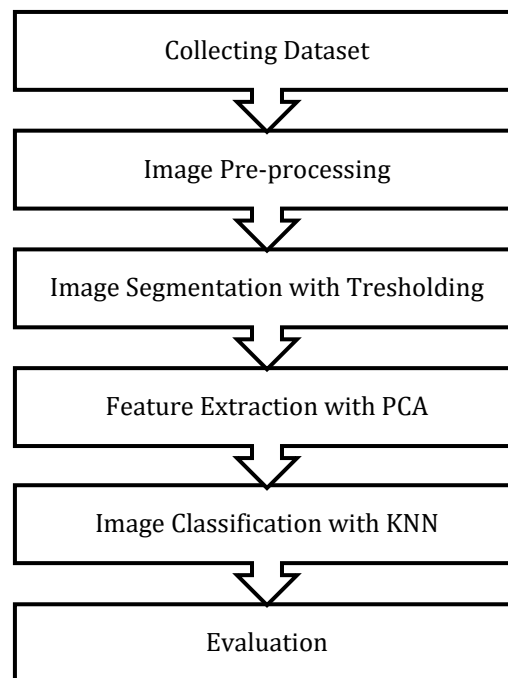 Collecting Dataset
Image Pre-processing
Image Segmentation with Tresholding
Feature Extraction with PCA
Image Classification with KNN
Evaluation